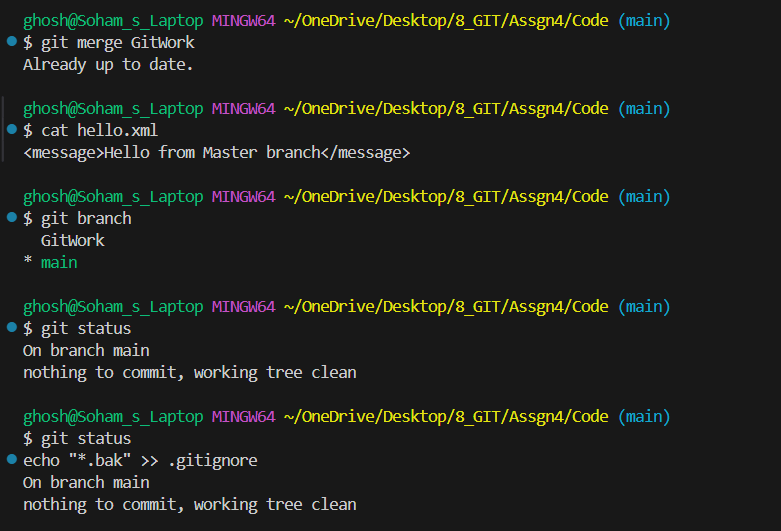 ghosh@Soham_s_Laptop MINGW64 ~/OneDrive/Desktop/8_GIT/Assgn4/Code (main)
$ git merge GitWork
Already up to date.
ghosh@Soham_s_Laptop MINGW64 ~/OneDrive/Desktop/8_GIT/Assgn4/Code (main)
$ cat hello.xml
<message>Hello from Master branch</message>
ghosh@Soham_s_Laptop MINGW64 ~/OneDrive/Desktop/8_GIT/Assgn4/Code (main)
$ git branch
  GitWork
* main
ghosh@Soham_s_Laptop MINGW64 ~/OneDrive/Desktop/8_GIT/Assgn4/Code (main)
$ git status
On branch main
nothing to commit, working tree clean
ghosh@Soham_s_Laptop MINGW64 ~/OneDrive/Desktop/8_GIT/Assgn4/Code (main)
$ git status
echo "*.bak" >> .gitignore
On branch main
nothing to commit, working tree clean